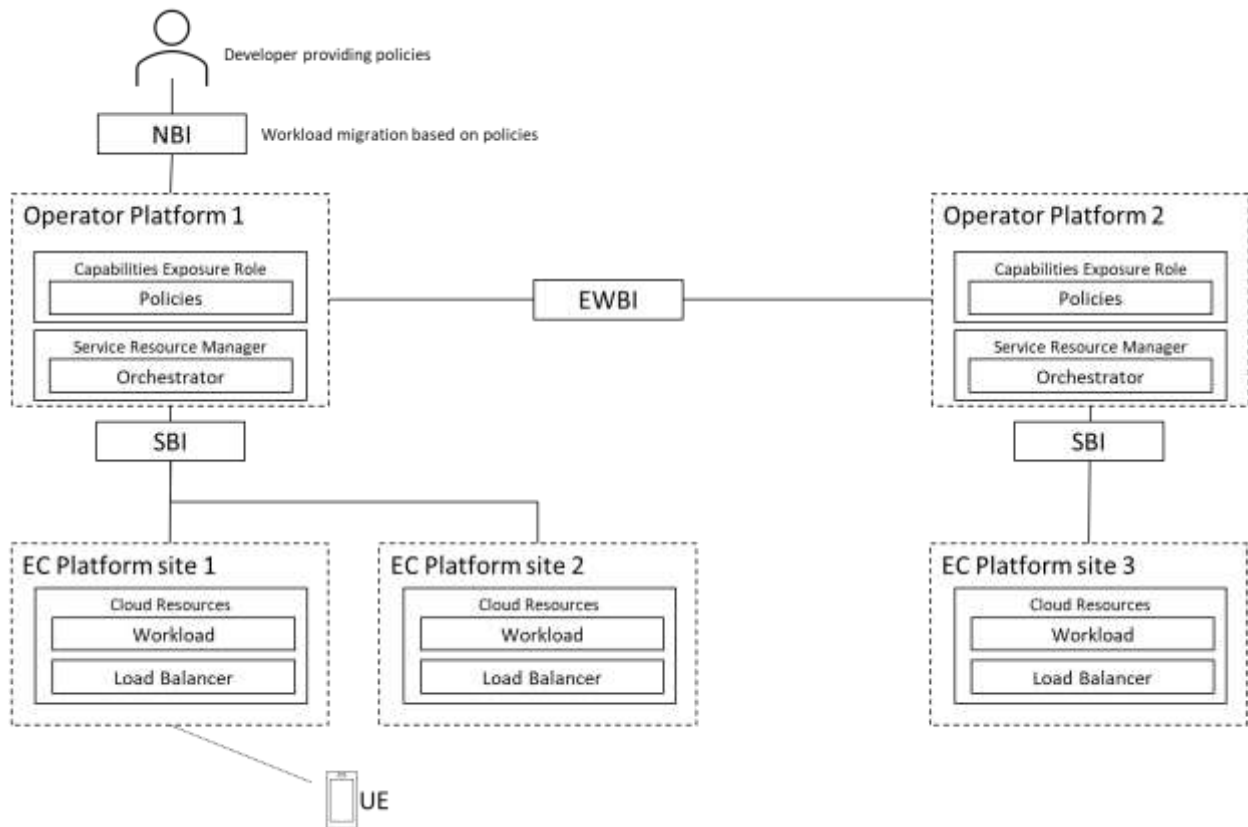 Developer providing policies
NBI
Workload migration based on policies
Operator Platform 1
Capabilities Exposure Role
Policies
Service Resource Manager
Orchestrator
EWBI
Operator Platform 2
Capabilities Exposure Role
Policies
Service Resource Manager
Orchestrator
SBI
SBI
EC Platform site 1
Cloud Resources
Workload
Load Balancer
EC Platform site 2
Cloud Resources
Workload
Load Balancer
EC Platform site 3
Cloud Resources
Workload
Load Balancer
UE